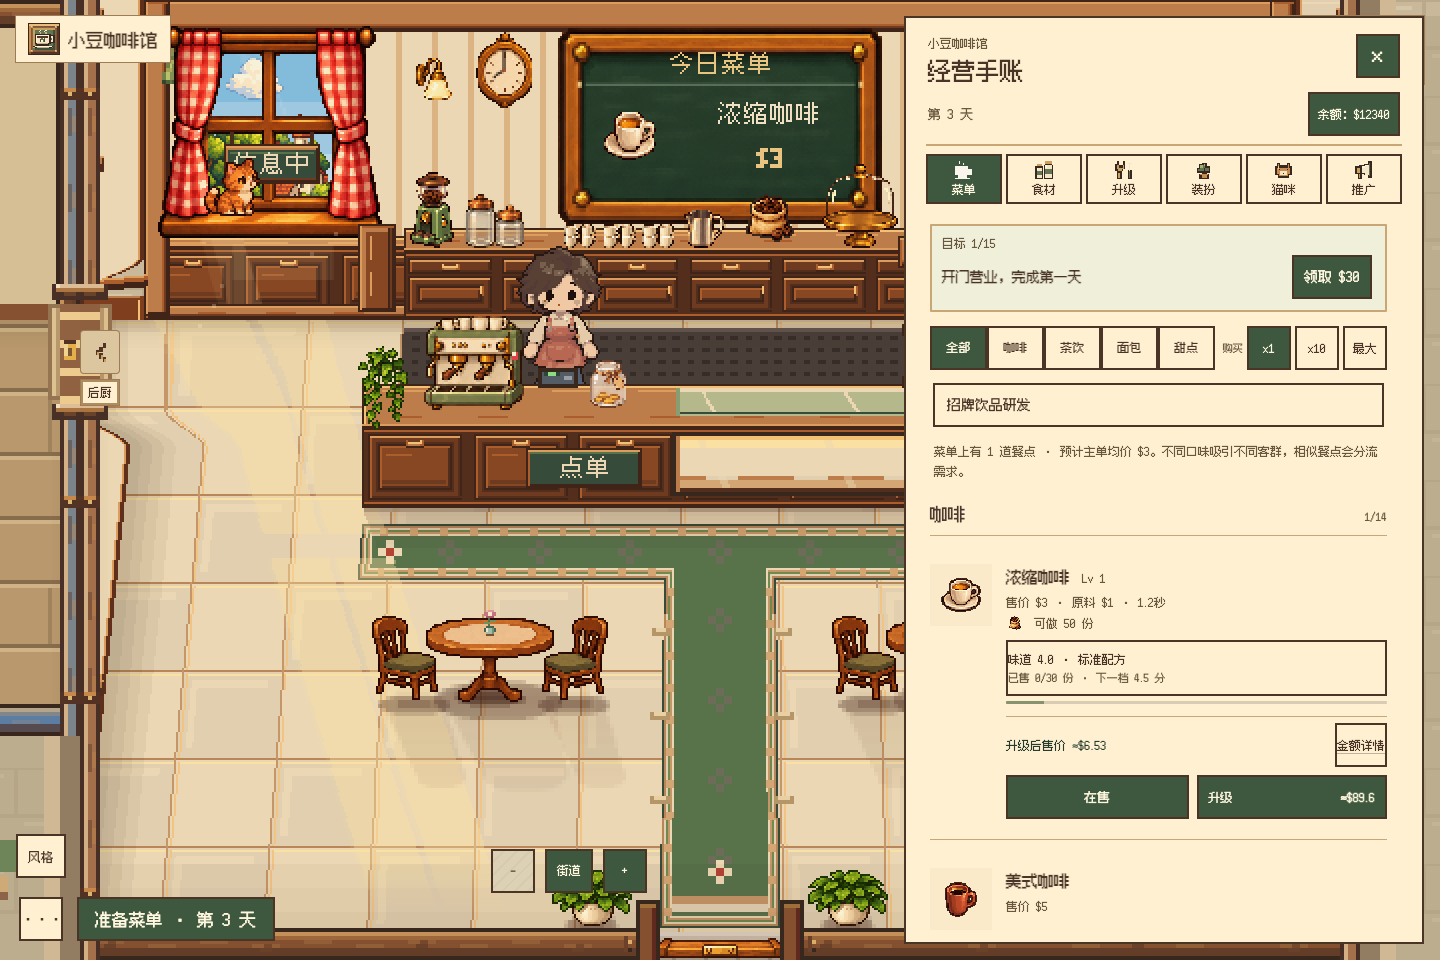 小豆咖啡馆
今日菜单
浓缩咖啡
$3
息中
点单
后厨
风格
...
准备菜单 · 第 3 天
-
街道
+
小豆咖啡馆
经营手账
×
第 3 天
余额: $12340
菜单
食材
升级
装扮
猫咪
推广
目标 1/15
开门营业，完成第一天
领取 $30
全部
咖啡
茶饮
面包
甜点
购买
x1
x10
最大
招牌饮品研发
菜单上有 1 道餐点 · 预计主单均价 $3。不同口味吸引不同客群，相似餐点会分流
需求。
咖啡
1/14
浓缩咖啡 Lv 1
售价 $3 · 原料 $1 · 1.2秒
可做 50 份
味道 4.0 · 标准配方
已售 0/30 份 · 下一档 4.5 分
升级后售价 ≈$6.53
金额详情
在售
升级 ≈$89.6
美式咖啡
售价 $5